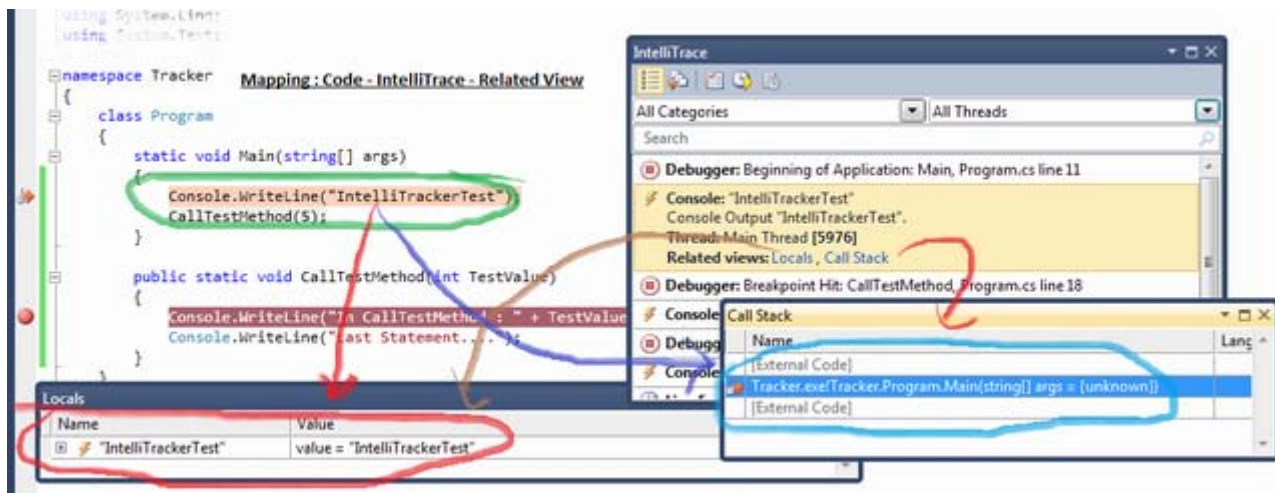 using System.Linq;
using
namespace Tracker
Mapping : Code - IntelliTrace - Related View
{
class Program
{
static void Main(string[] args)
{
Console.WriteLine("IntelliTrackerTest");
CallTestMethod(5);
}
public static void CallTestMethod(int TestValue)
{
Console.WriteLine("In CallTestMethod : " + TestValue
Console.WriteLine("Last Statement.... ");
}
}
IntelliTrace
All Categories
All Threads
Search
Debugger: Beginning of Application: Main, Program.cs line 11
Console: "IntelliTrackerTest"
Console Output "IntelliTrackerTest".
Thread: Main Thread [5976]
Related views: Locals , Call Stack
Debugger: Breakpoint Hit: CallTestMethod, Program.cs line 18
Console
Debugg
Console
Call Stack
Name
Lang
[External Code]
Tracker.exe!Tracker.Program.Main(string[] args = {unknown})
[External Code]
Locals
Name
Value
"IntelliTrackerTest"
value = "IntelliTrackerTest"